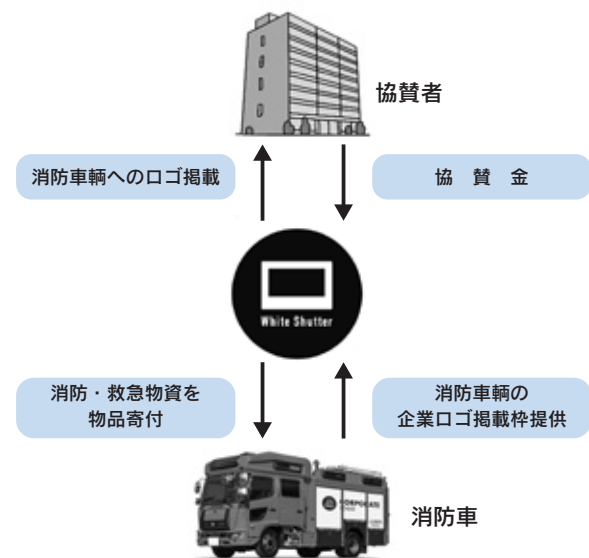 協賛者
消防車輌へのロゴ掲載
協 賛 金
White Shutter
消防・救急物資を
物品寄付
消防車輌の
企業ロゴ掲載枠提供
CORPORATE
消防車